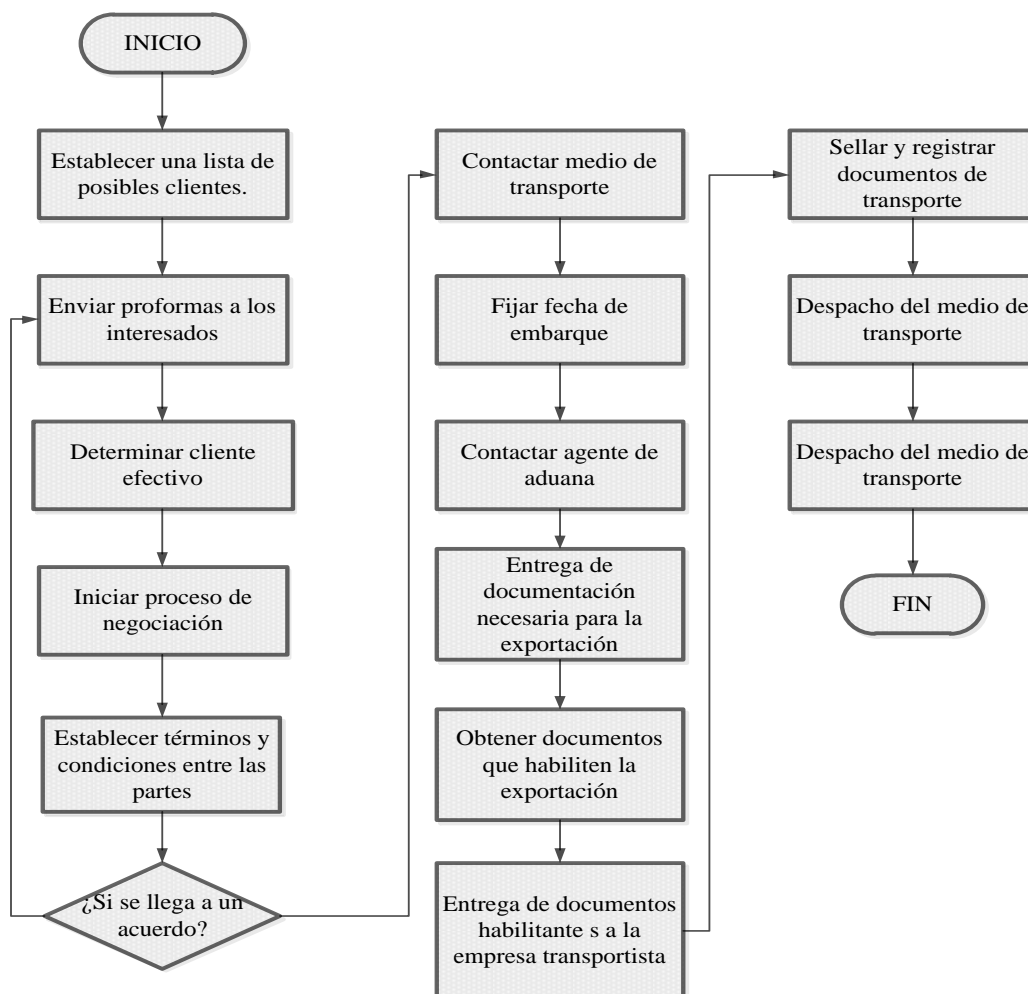 INICIO
Establecer una lista de
posibles clientes.
Enviar proformas a los
interesados
Determinar cliente
efectivo
Iniciar proceso de
negociación
Establecer términos y
condiciones entre las
partes
¿Si se llega a un
acuerdo?
Contactar medio de
transporte
Fijar fecha de
embarque
Contactar agente de
aduana
Entrega de
documentación
necesaria para la
exportación
Obtener documentos
que habiliten la
exportación
Entrega de documentos
habilitante s a la
empresa transportista
Sellar y registrar
documentos de
transporte
Despacho del medio de
transporte
Despacho del medio de
transporte
FIN